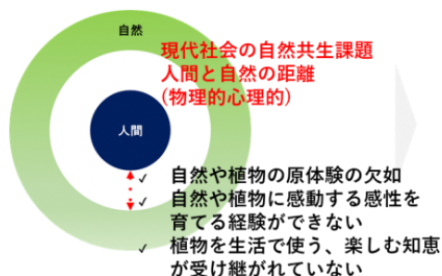 自然
現代社会の自然共生課題
人間と自然の距離
(物理的心理的)
人間
✓ 自然や植物の原体験の欠如
✓ 自然や植物に感動する感性を
育てる経験ができない
✓ 植物を生活で使う、楽しむ知恵
が受け継がれていない